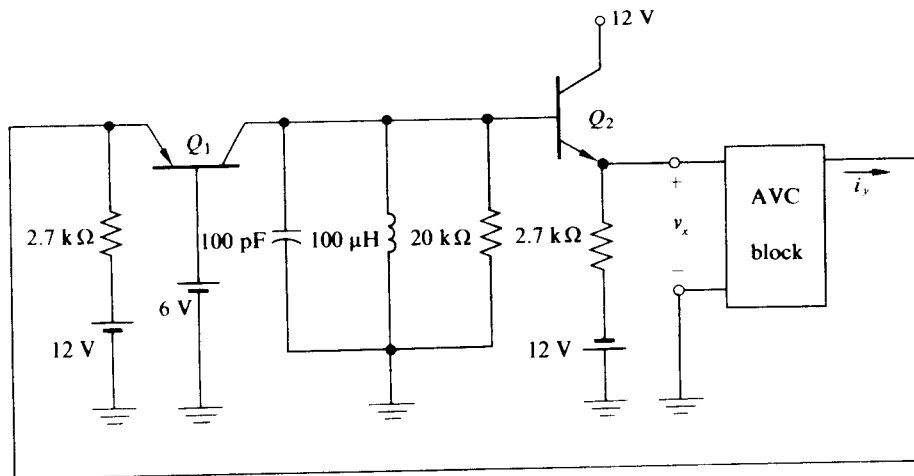 12 V
Q₁
Q₂
2.7 kΩ
100 pF
100 μH
20 kΩ
2.7 kΩ
+
vₓ
−
AVC
block
iᵧ
6 V
12 V
12 V